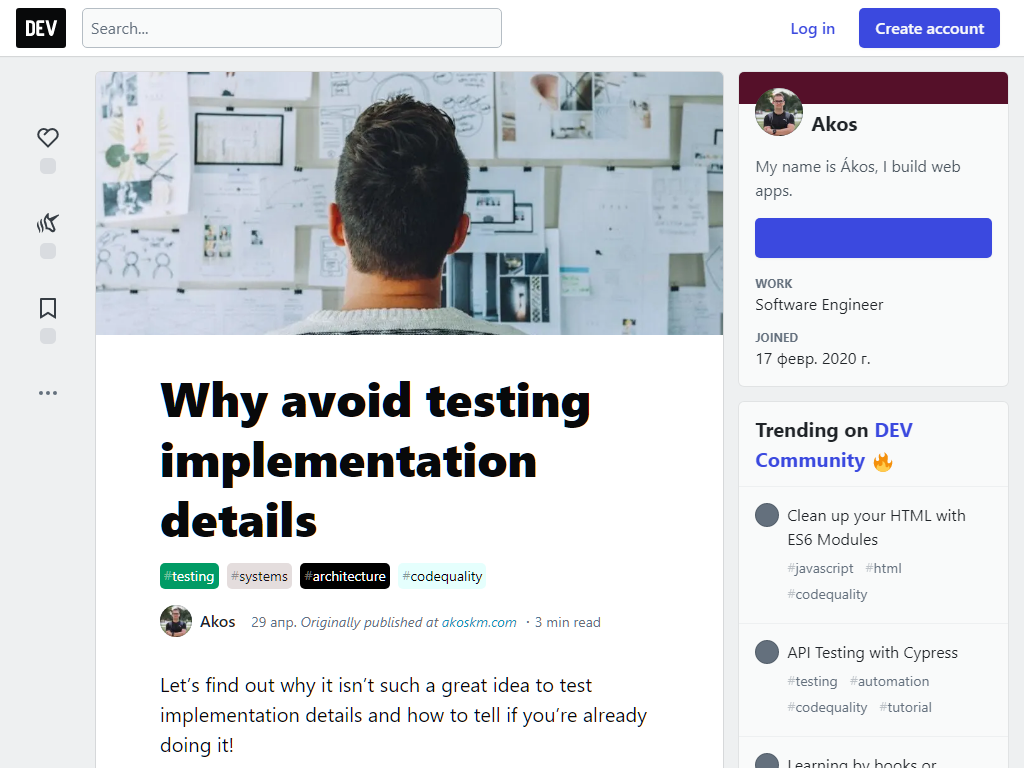 DEV
Search...
Log in
Create account
Akos
My name is Ákos, I build web
apps.
WORK
Software Engineer
JOINED
17 февр. 2020 г.
Why avoid testing
implementation
details
#testing #systems #architecture #codequality
Akos 29 апр. Originally published at akoskm.com ・3 min read
Let’s find out why it isn’t such a great idea to test
implementation details and how to tell if you’re already
doing it!
Trending on DEV
Community 🔥
Clean up your HTML with
ES6 Modules
#javascript #html
#codequality
API Testing with Cypress
#testing #automation
#codequality #tutorial
Learning by books or